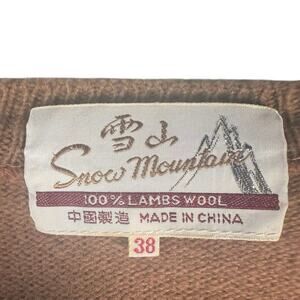 雪山
Snow Mountain
100% LAMBS WOOL
中國製造 MADE IN CHINA
38